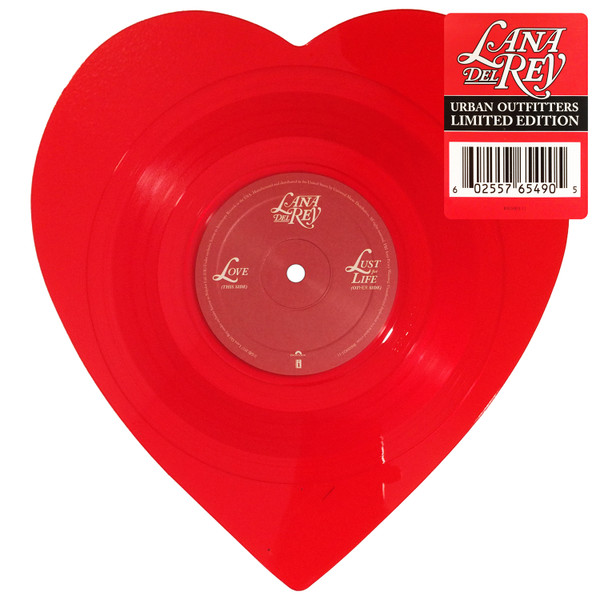 LANA
DEL REY
URBAN OUTFITTERS
LIMITED EDITION
6 02557 65490 5
LANA
DEL REY
LOVE
(THIS SIDE)
LUST
for
LIFE
(OTHER SIDE)